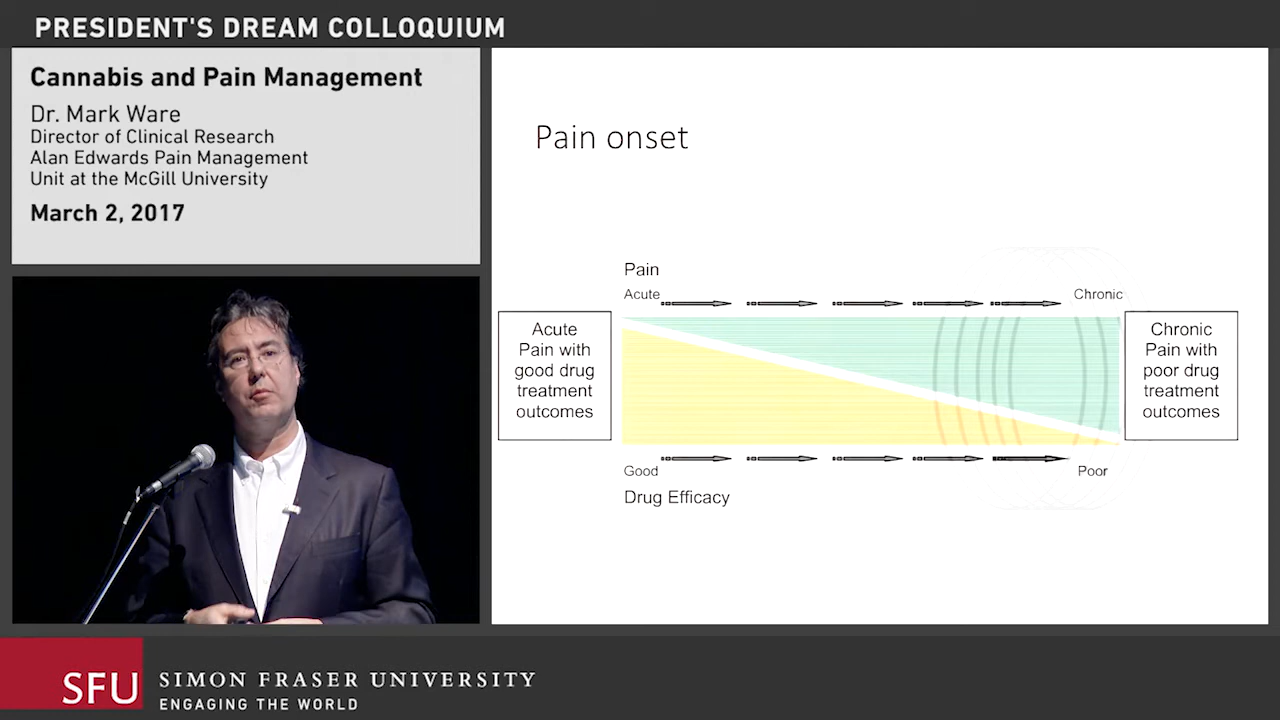 PRESIDENT'S DREAM COLLOQUIUM
Cannabis and Pain Management
Dr. Mark Ware
Director of Clinical Research
Alan Edwards Pain Management
Unit at the McGill University
March 2, 2017
Pain onset
Pain
Acute
Chronic
Acute
Pain with
good drug
treatment
outcomes
Chronic
Pain with
poor drug
treatment
outcomes
Good
Poor
Drug Efficacy
SFU
SIMON FRASER UNIVERSITY
ENGAGING THE WORLD